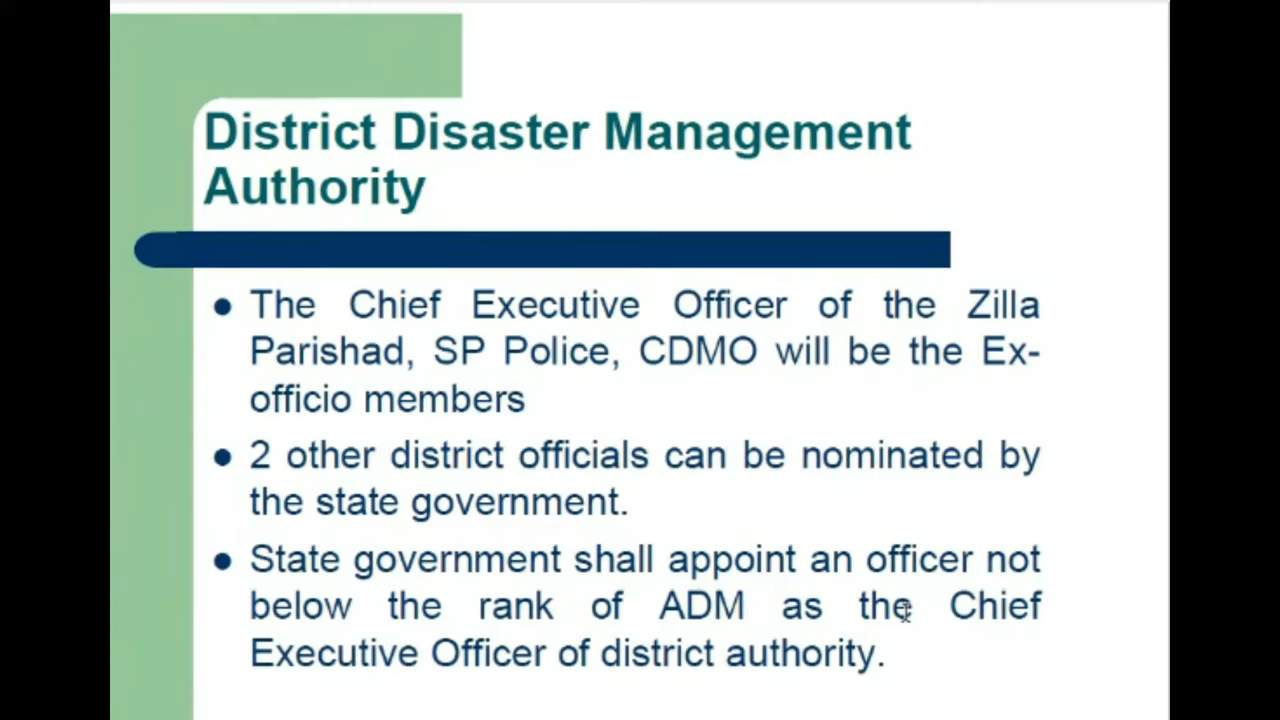 District Disaster Management
Authority
● The Chief Executive Officer of the Zilla
Parishad, SP Police, CDMO will be the Ex-
officio members
● 2 other district officials can be nominated by
the state government.
● State government shall appoint an officer not
below the rank of ADM as the Chief
Executive Officer of district authority.